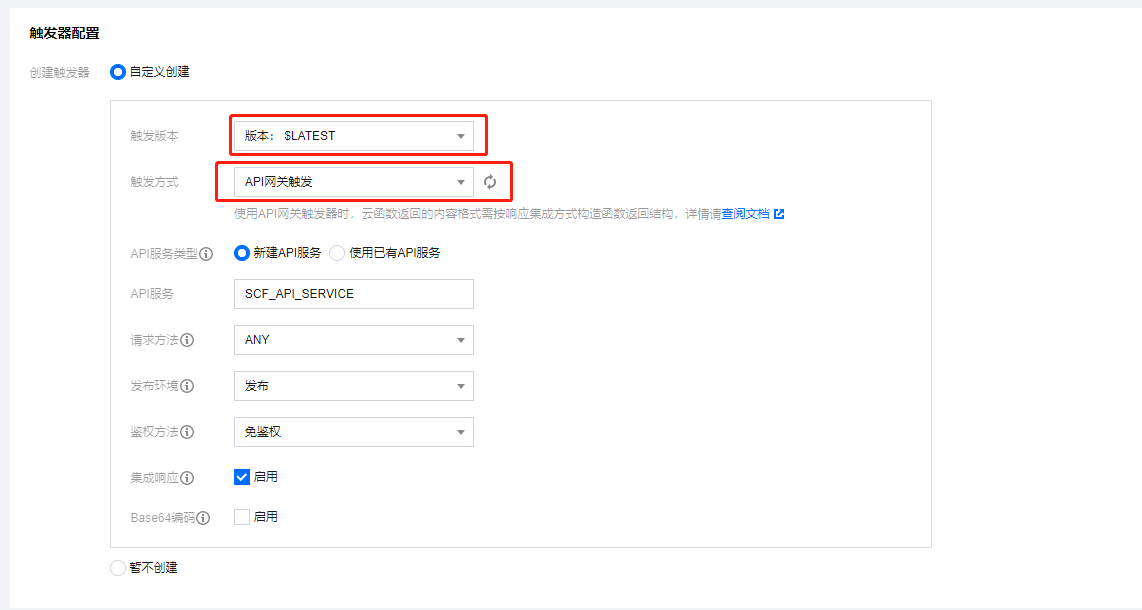 触发器配置
创建触发器 自定义创建
触发版本 版本： $LATEST
触发方式 API网关触发
使用API网关触发器时，云函数返回的内容格式需按响应集成方式构造函数返回结构，详情请查阅文档
API服务类型 新建API服务 使用已有API服务
API服务 SCF_API_SERVICE
请求方法 ANY
发布环境 发布
鉴权方法 免鉴权
集成响应 启用
Base64编码 启用
暂不创建